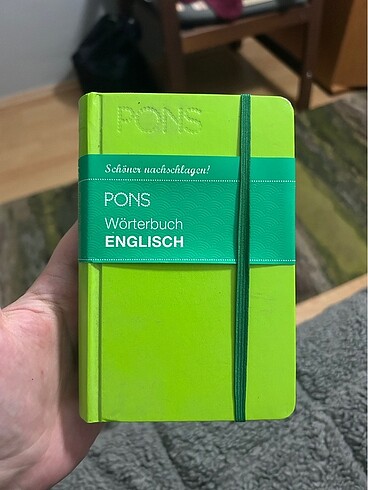 PONS
Schöner nachschlagen!
PONS
Wörterbuch
ENGLISCH